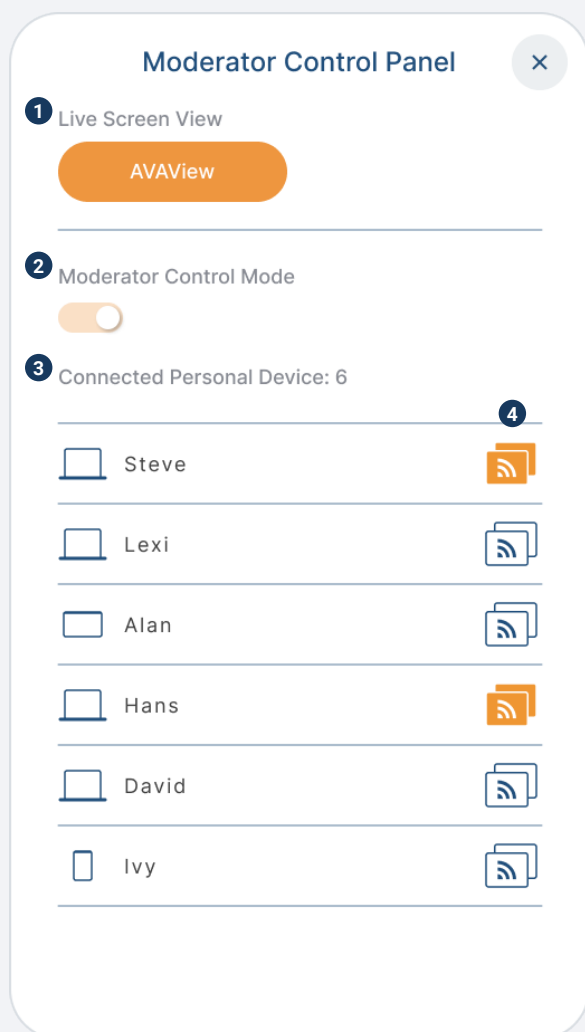 Moderator Control Panel
1 Live Screen View
AVAView
2 Moderator Control Mode
3 Connected Personal Device: 6
4
Steve
Lexi
Alan
Hans
David
Ivy